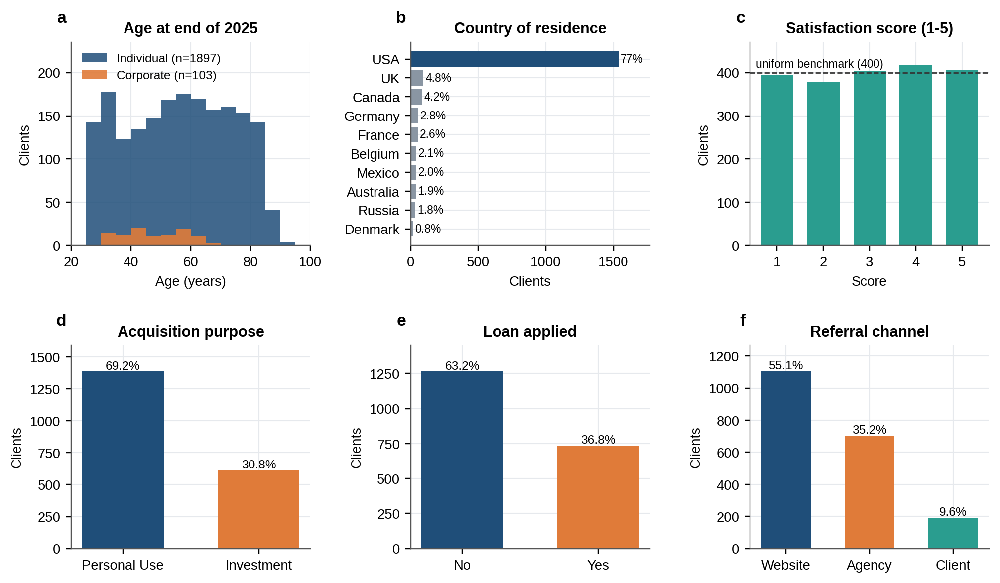 a
Age at end of 2025
Individual (n=1897)
Corporate (n=103)
200
150
100
50
0
Clients
20 40 60 80 100
Age (years)
b
Country of residence
USA 77%
UK 4.8%
Canada 4.2%
Germany 2.8%
France 2.6%
Belgium 2.1%
Mexico 2.0%
Australia 1.9%
Russia 1.8%
Denmark 0.8%
0 500 1000 1500
Clients
c
Satisfaction score (1-5)
uniform benchmark (400)
400
300
200
100
0
Clients
1 2 3 4 5
Score
d
Acquisition purpose
1500
1250
1000
750
500
250
0
Clients
69.2%
30.8%
Personal Use Investment
e
Loan applied
1250
1000
750
500
250
0
Clients
63.2%
36.8%
No Yes
f
Referral channel
1200
1000
800
600
400
200
0
Clients
55.1%
35.2%
9.6%
Website Agency Client